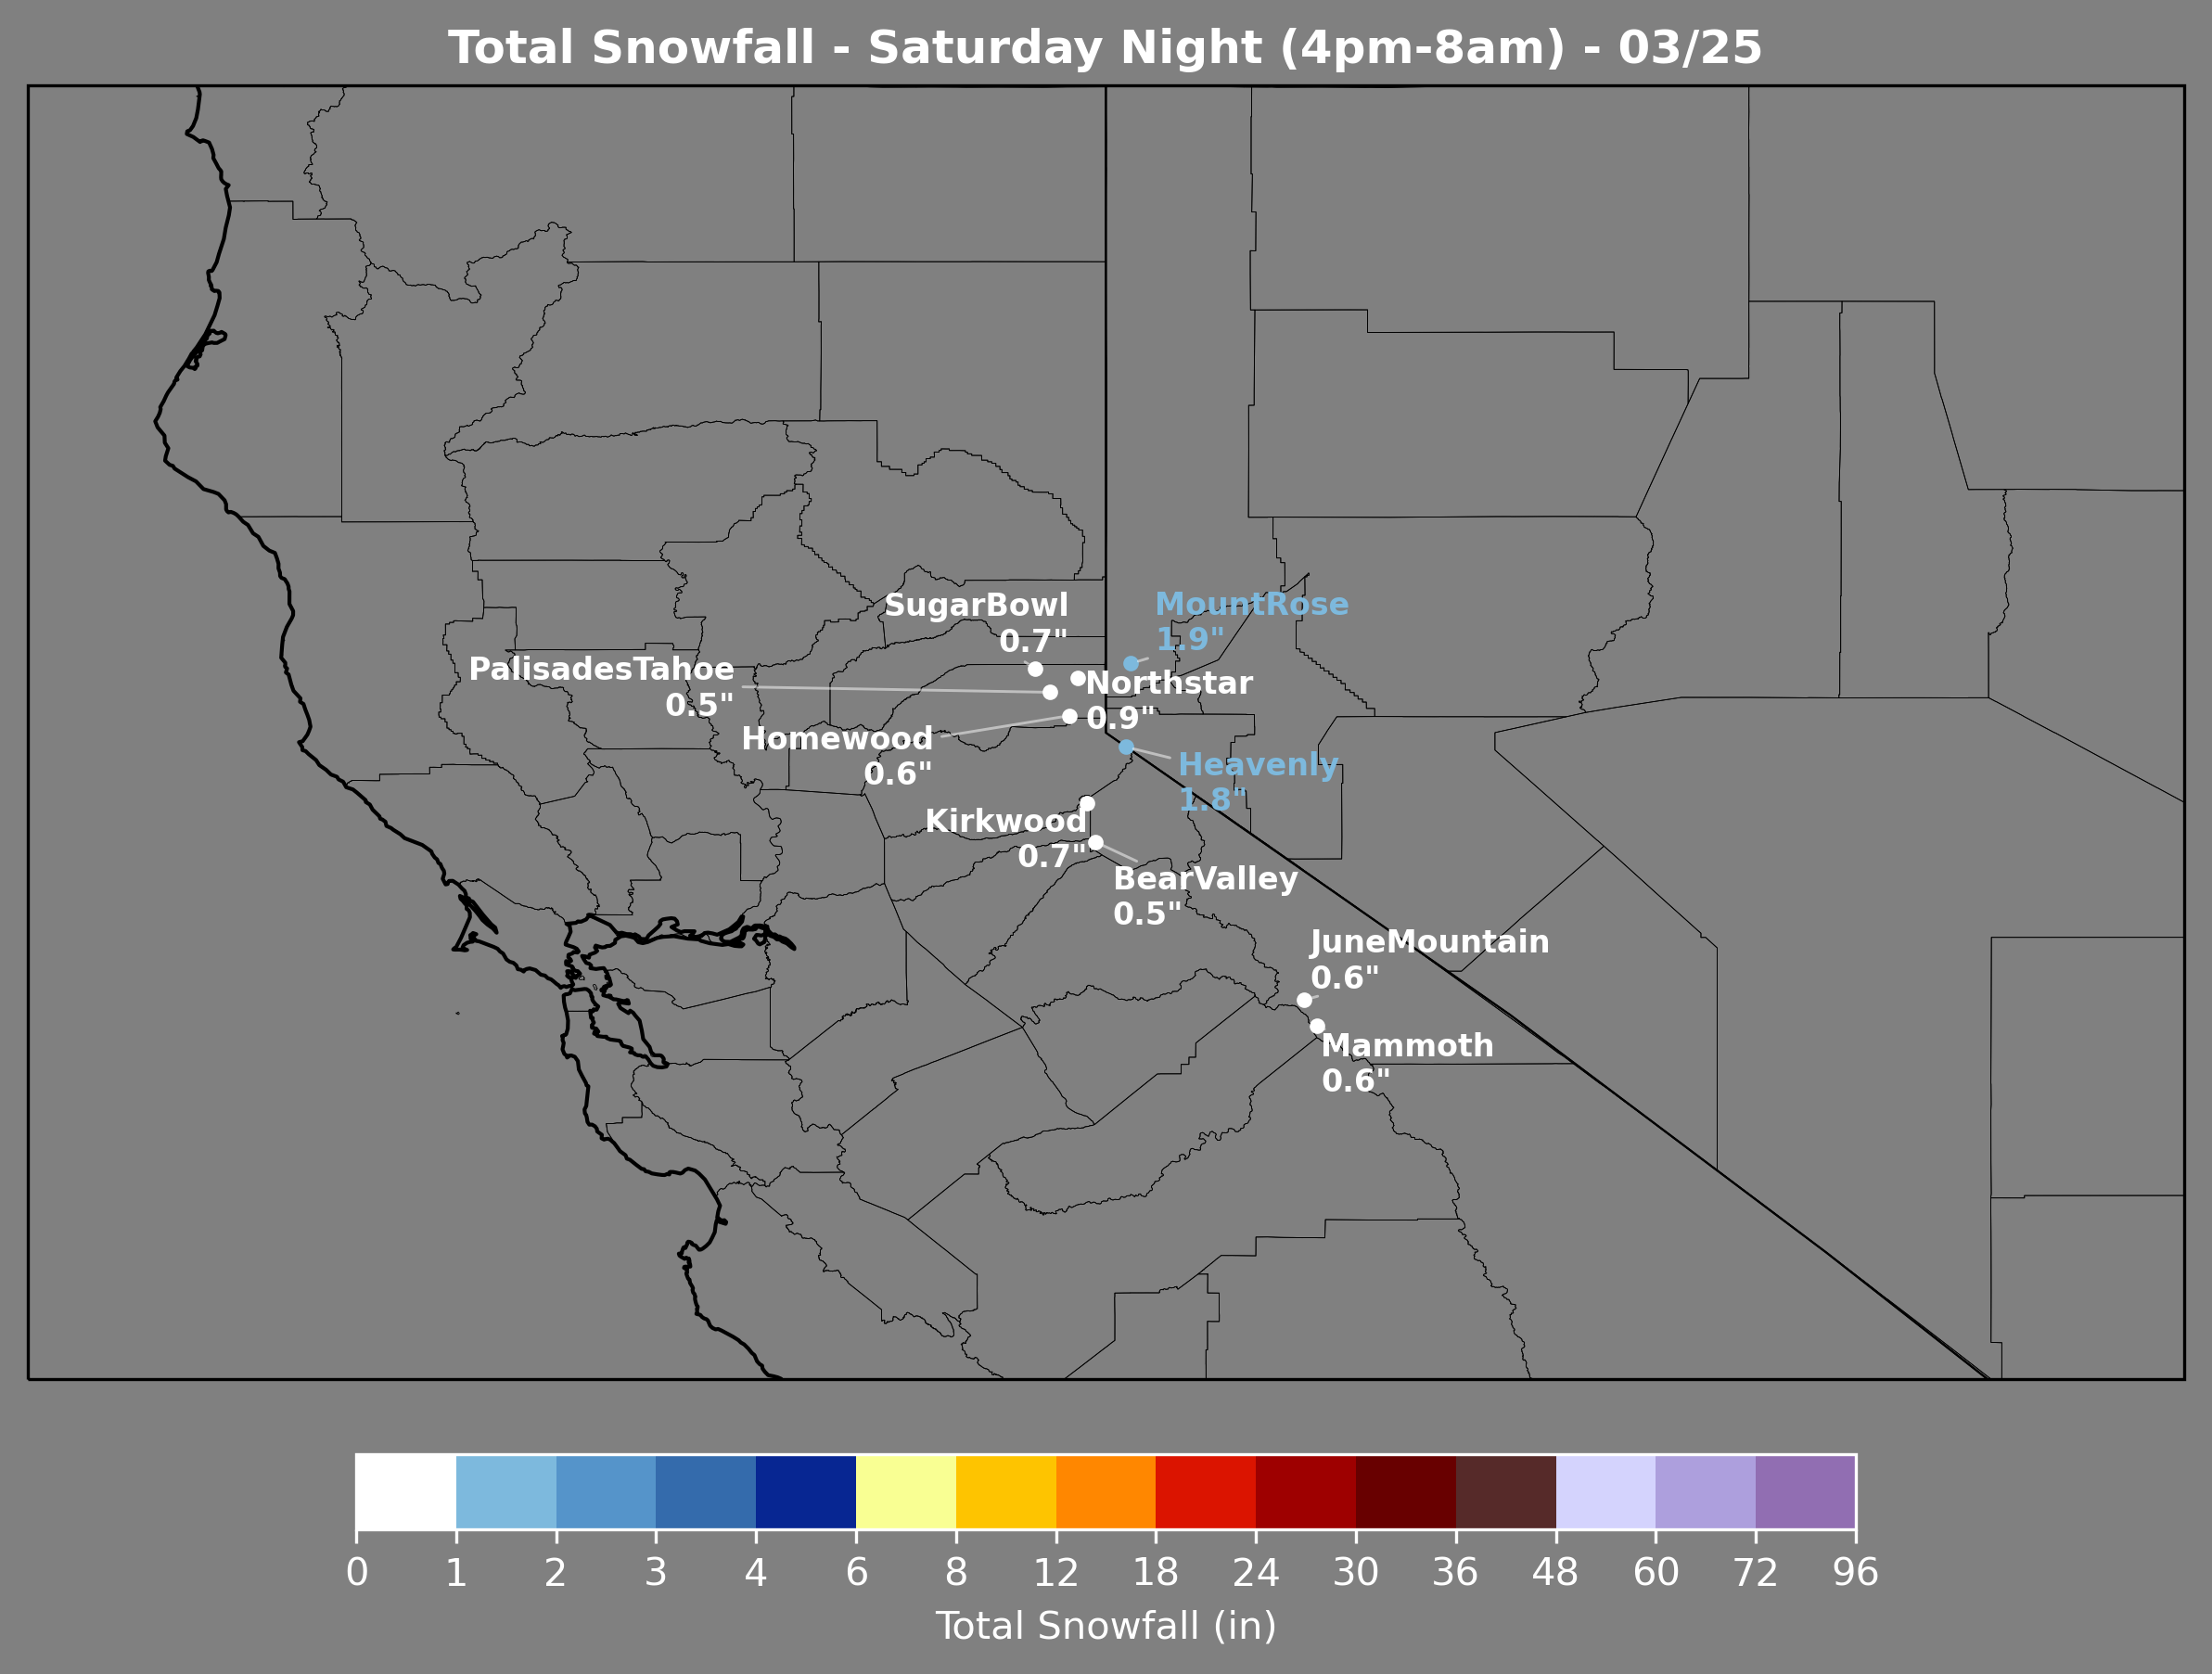 Total Snowfall - Saturday Night (4pm-8am) - 03/25
SugarBowl
0.7"
MountRose
1.9"
PalisadesTahoe
0.5"
Northstar
0.9"
Homewood
0.6"
Heavenly
1.8"
Kirkwood
0.7"
BearValley
0.5"
JuneMountain
0.6"
Mammoth
0.6"
0 1 2 3 4 6 8 12 18 24 30 36 48 60 72 96
Total Snowfall (in)